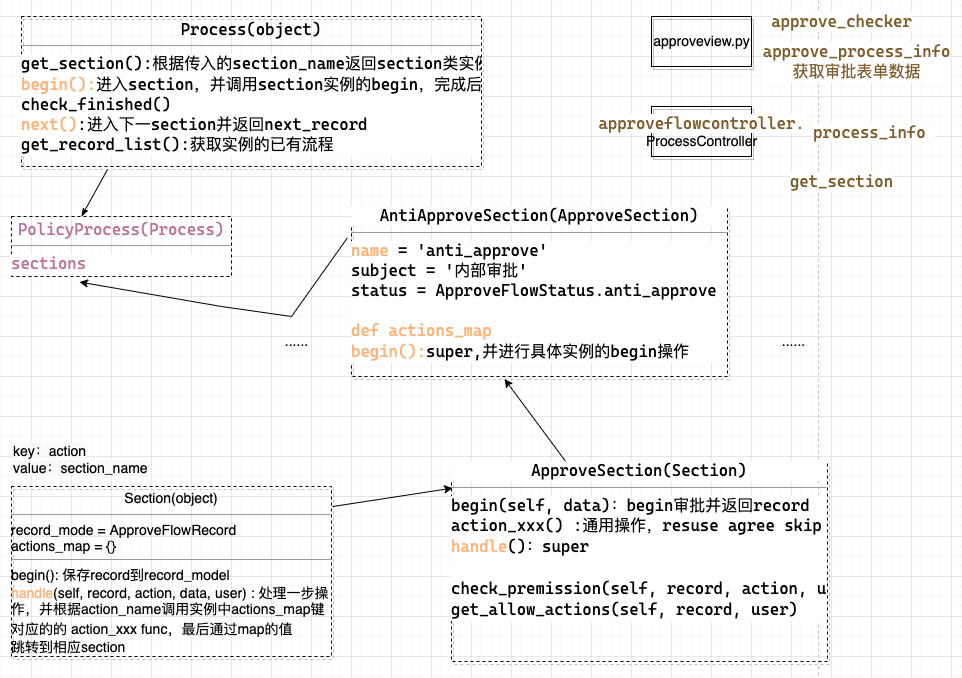 Process(object)
get_section():根据传入的section_name返回section类实例
begin():进入section，并调用section实例的begin，完成后
check_finished()
next():进入下一section并返回next_record
get_record_list():获取实例的已有流程
approveview.py
approve_checker
approve_process_info
获取审批表单数据
approveflowcontroller.
ProcessController
process_info
get_section
PolicyProcess(Process)
sections
AntiApproveSection(ApproveSection)
name = 'anti_approve'
subject = '内部审批'
status = ApproveFlowStatus.anti_approve
def actions_map
begin():super,并进行具体实例的begin操作
......
......
key：action
value：section_name
Section(object)
record_mode = ApproveFlowRecord
actions_map = {}
begin(): 保存record到record_model
handle(self, record, action, data, user) : 处理一步操
作，并根据action_name调用实例中actions_map键
对应的的 action_xxx func，最后通过map的值
跳转到相应section
ApproveSection(Section)
begin(self, data)：begin审批并返回record
action_xxx() :通用操作，resuse agree skip
handle()：super
check_premission(self, record, action, u
get_allow_actions(self, record, user)